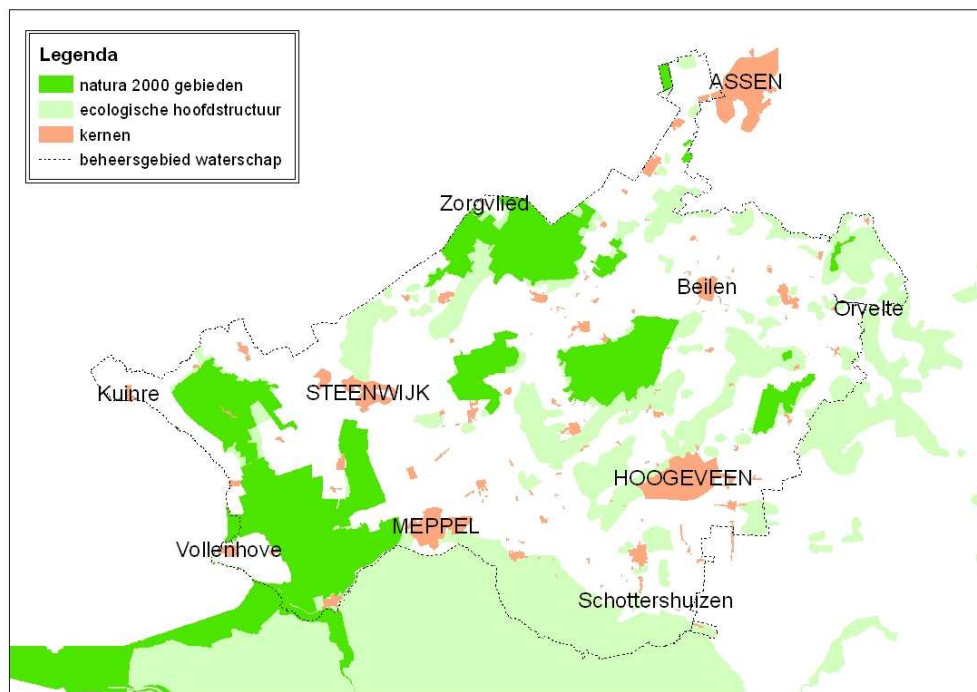 Legenda
natura 2000 gebieden
ecologische hoofdstructuur
kernen
beheersgebied waterschap
ASSEN
Zorgvlied
Beilen
Orvelte
Kuinre
STEENWIJK
HOOGEVEEN
MEPPEL
Vollenhove
Schottershuizen